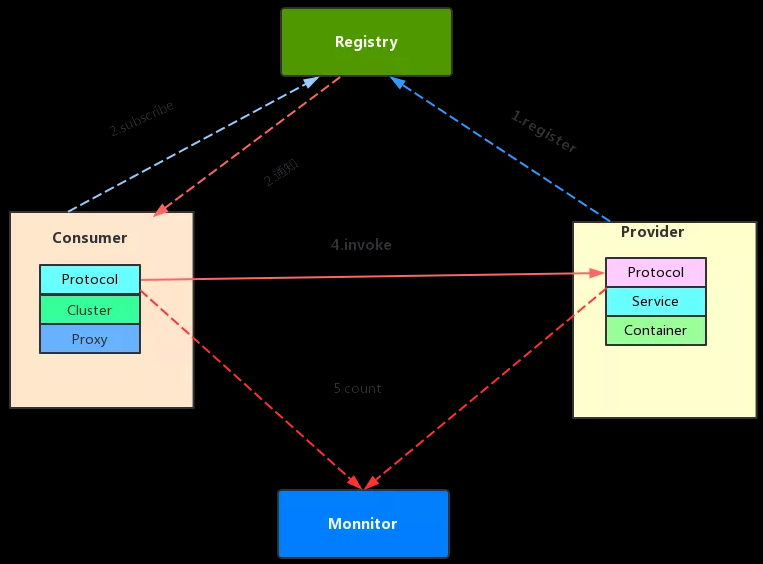 Registry
2.subscribe
1.register
2.通知
Consumer
Provider
4.invoke
Protocol
Cluster
Proxy
Protocol
Service
Container
5.count
Monnitor